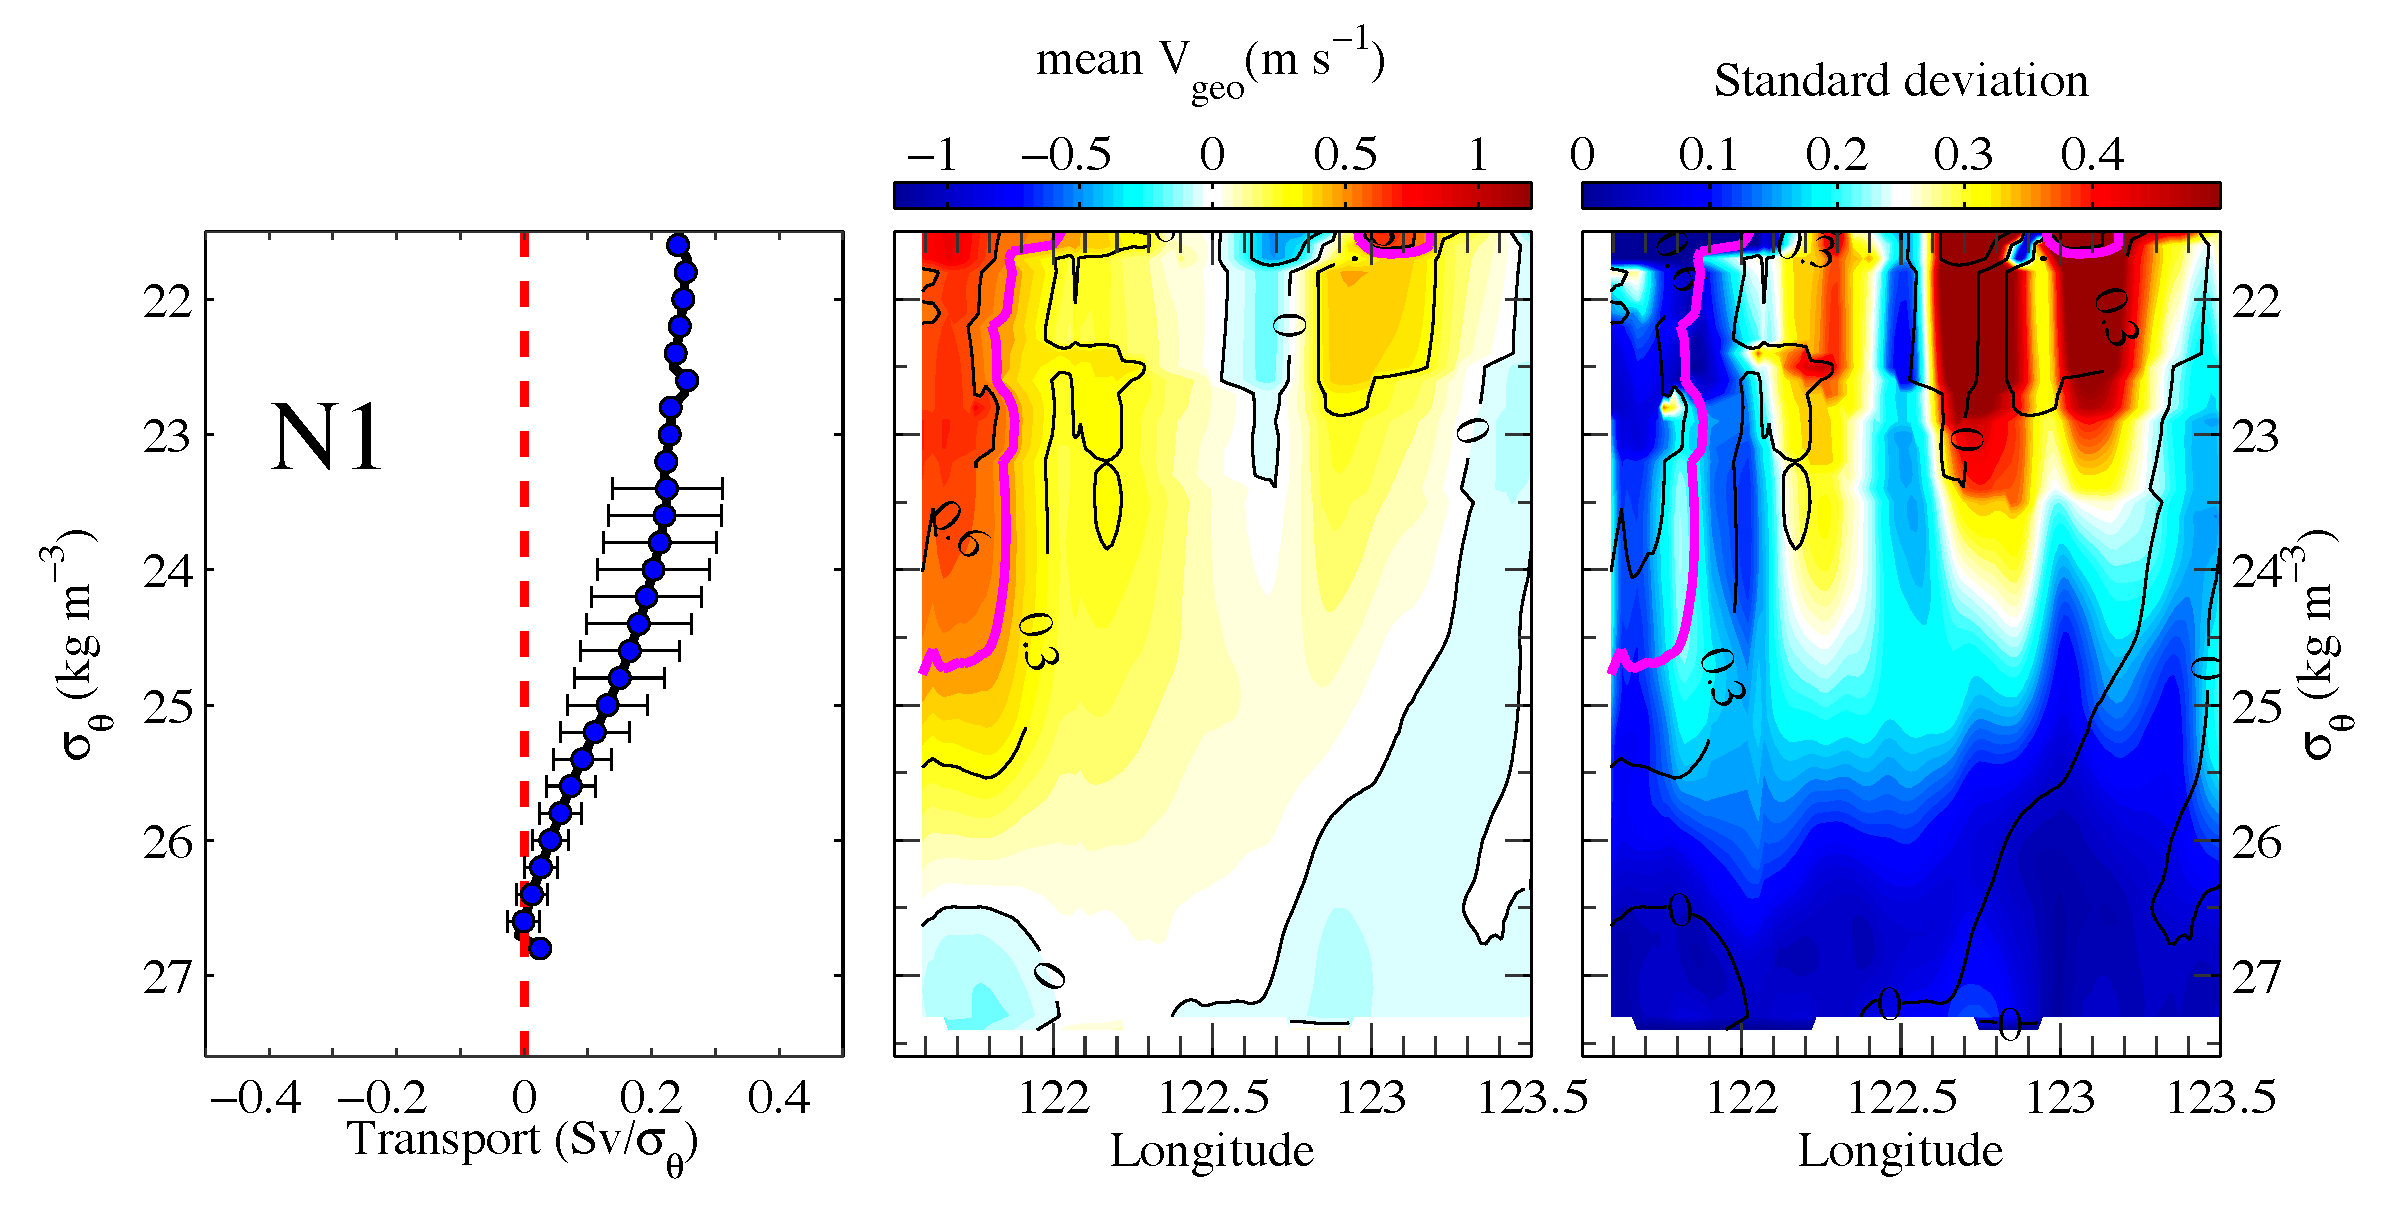 mean Vgeo(m s−1)
Standard deviation
−1 −0.5 0 0.5 1
0 0.1 0.2 0.3 0.4
N1
22
23
24
25
26
27
σθ (kg m−3)
−0.4 −0.2 0 0.2 0.4
Transport (Sv/σθ)
0
0
0.6
0.3
0
122 122.5 123 123.5
Longitude
0.6
0.3
0.3
0
0.3
0
0
0
0
122 122.5 123 123.5
Longitude
22
23
24
25
26
27
σθ (kg m−3)